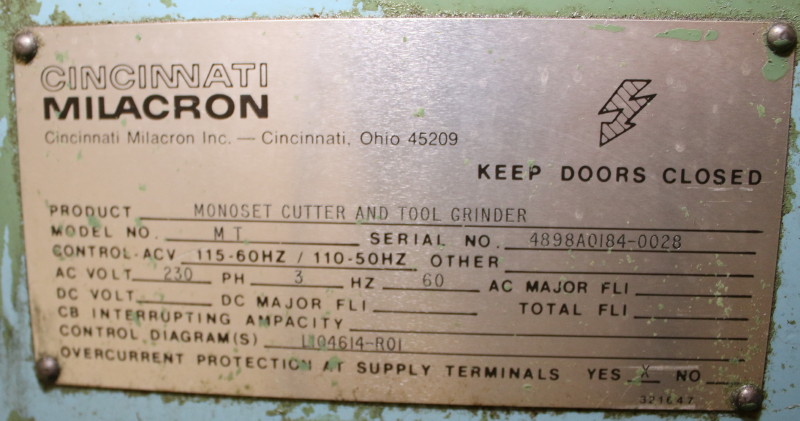 CINCINNATI
MILACRON
Cincinnati Milacron Inc. — Cincinnati, Ohio 45209
KEEP DOORS CLOSED
PRODUCT MONOSET CUTTER AND TOOL GRINDER
MODEL NO. MT SERIAL NO. 4898A0184-0028
CONTROL-ACV 115-60HZ / 110-50HZ OTHER
AC VOLT 230 PH 3 HZ 60 AC MAJOR FLI
DC VOLT DC MAJOR FLI TOTAL FLI
CB INTERRUPTING AMPACITY
CONTROL DIAGRAM(S) L104614-R01
OVERCURRENT PROTECTION AT SUPPLY TERMINALS YES X NO
321647